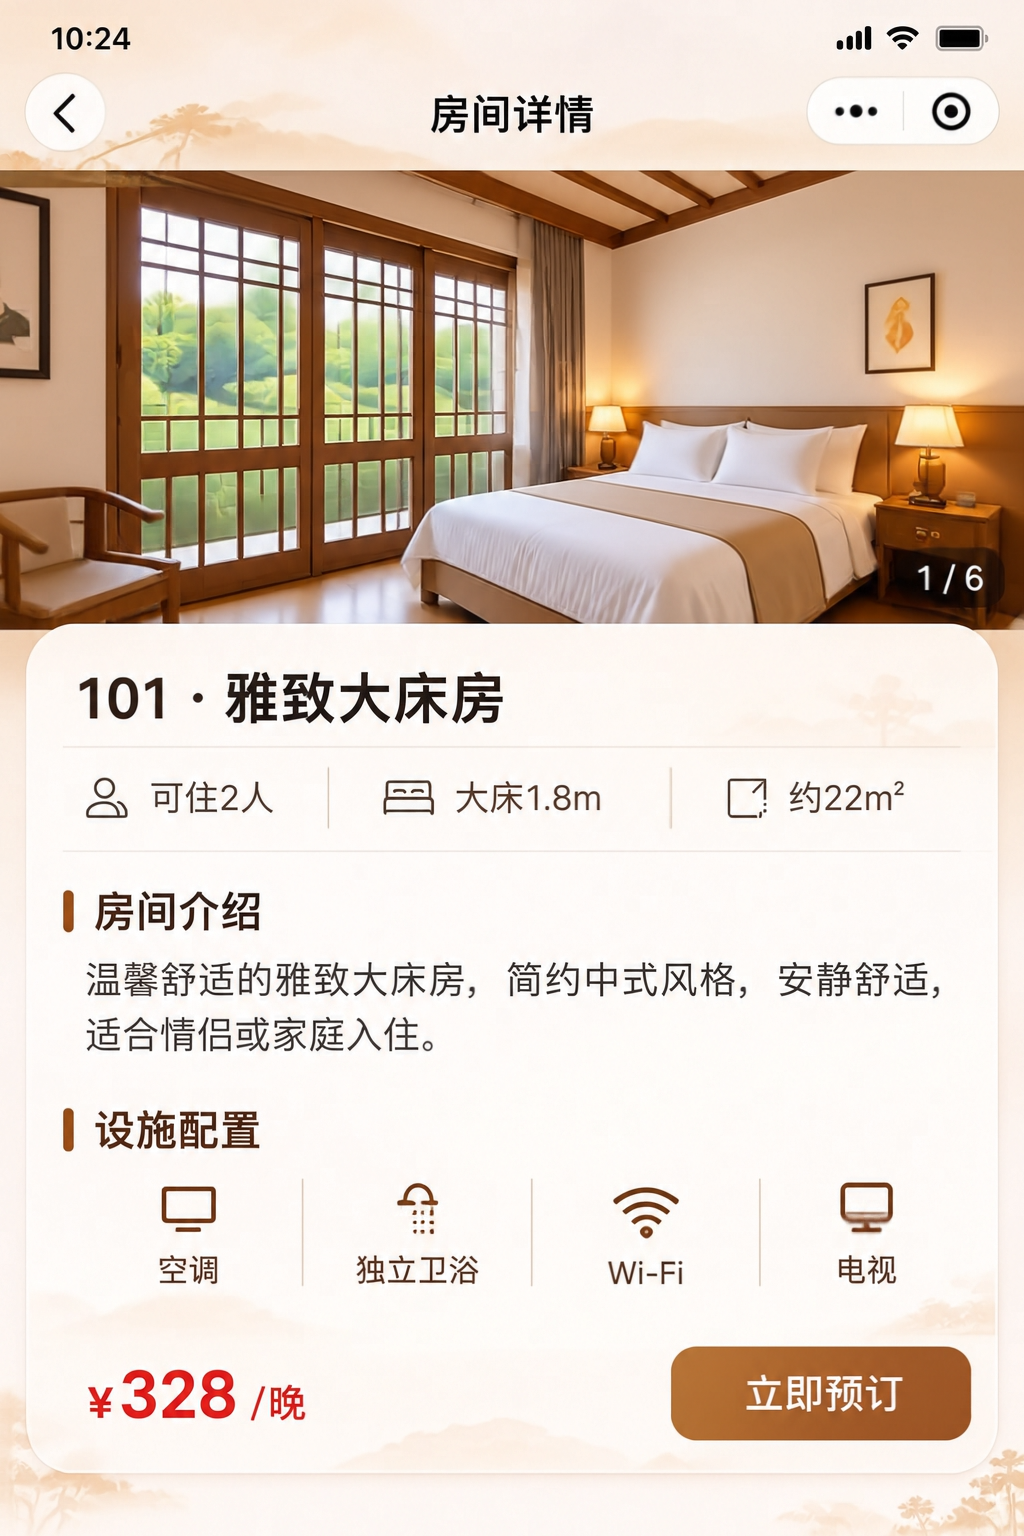 10:24
房间详情
1 / 6
101 · 雅致大床房
可住2人
大床1.8m
约22m²
房间介绍
温馨舒适的雅致大床房，简约中式风格，安静舒适，
适合情侣或家庭入住。
设施配置
空调
独立卫浴
Wi-Fi
电视
¥328 /晚
立即预订